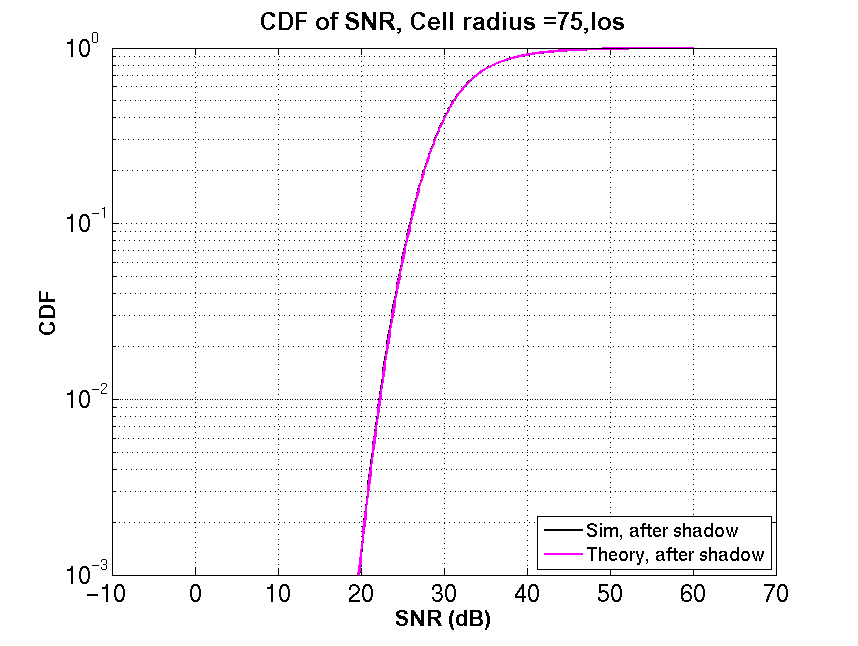 CDF of SNR, Cell radius =75,los
10^0
10^-1
10^-2
10^-3
CDF
-10 0 10 20 30 40 50 60 70
SNR (dB)
Sim, after shadow
Theory, after shadow